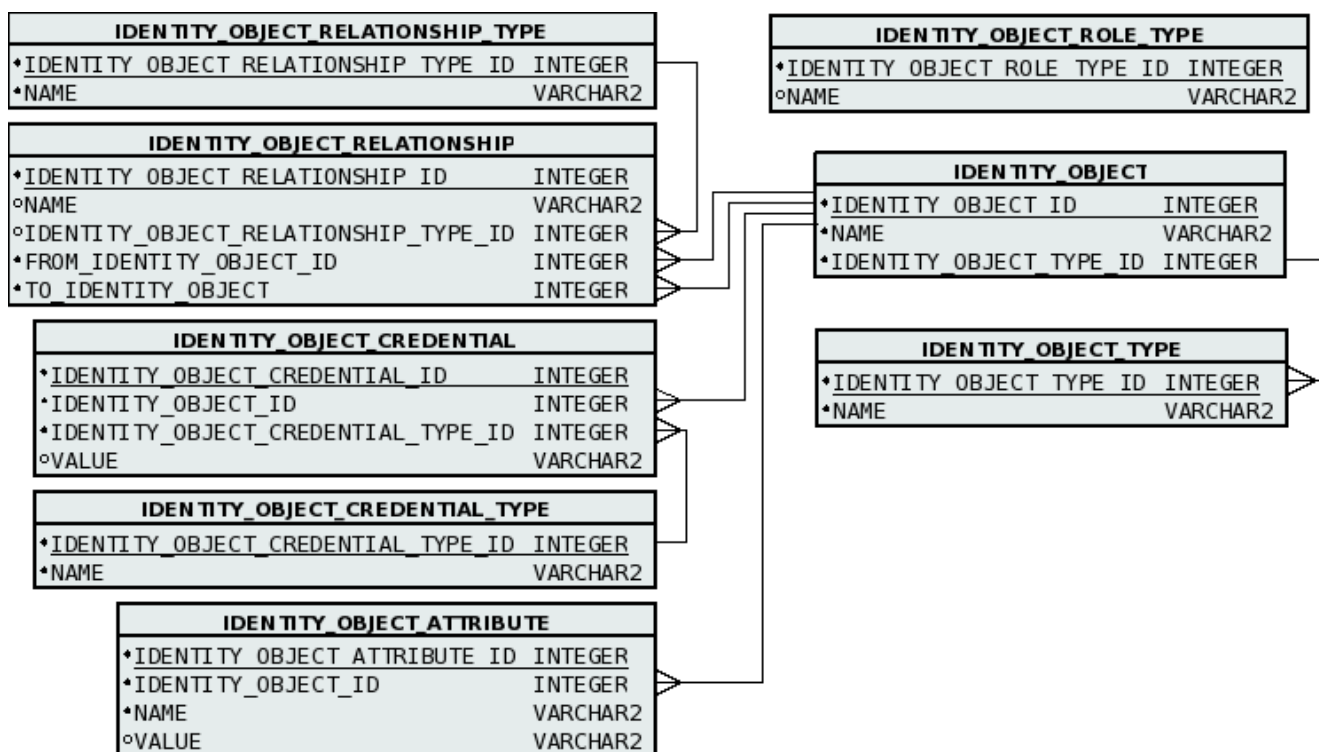 IDENTITY_OBJECT_RELATIONSHIP_TYPE
IDENTITY_OBJECT_RELATIONSHIP_TYPE_ID INTEGER
NAME VARCHAR2
IDENTITY_OBJECT_RELATIONSHIP
IDENTITY_OBJECT_RELATIONSHIP_ID INTEGER
NAME VARCHAR2
IDENTITY_OBJECT_RELATIONSHIP_TYPE_ID INTEGER
FROM_IDENTITY_OBJECT_ID INTEGER
TO_IDENTITY_OBJECT INTEGER
IDENTITY_OBJECT_CREDENTIAL
IDENTITY_OBJECT_CREDENTIAL_ID INTEGER
IDENTITY_OBJECT_ID INTEGER
IDENTITY_OBJECT_CREDENTIAL_TYPE_ID INTEGER
VALUE VARCHAR2
IDENTITY_OBJECT_CREDENTIAL_TYPE
IDENTITY_OBJECT_CREDENTIAL_TYPE_ID INTEGER
NAME VARCHAR2
IDENTITY_OBJECT_ATTRIBUTE
IDENTITY_OBJECT_ATTRIBUTE_ID INTEGER
IDENTITY_OBJECT_ID INTEGER
NAME VARCHAR2
VALUE VARCHAR2
IDENTITY_OBJECT_ROLE_TYPE
IDENTITY_OBJECT_ROLE_TYPE_ID INTEGER
NAME VARCHAR2
IDENTITY_OBJECT
IDENTITY_OBJECT_ID INTEGER
NAME VARCHAR2
IDENTITY_OBJECT_TYPE_ID INTEGER
IDENTITY_OBJECT_TYPE
IDENTITY_OBJECT_TYPE_ID INTEGER
NAME VARCHAR2